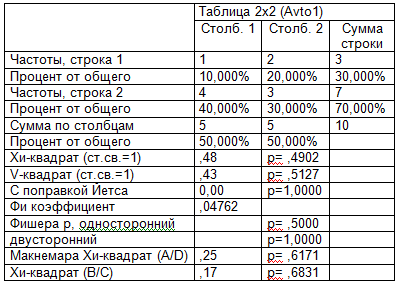 Таблица 2x2 (Avto1)
Столб. 1 Столб. 2 Сумма строки
Частоты, строка 1 1 2 3
Процент от общего 10,000% 20,000% 30,000%
Частоты, строка 2 4 3 7
Процент от общего 40,000% 30,000% 70,000%
Сумма по столбцам 5 5 10
Процент от общего 50,000% 50,000%
Хи-квадрат (ст.св.=1) ,48 p= ,4902
V-квадрат (ст.св.=1) ,43 p= ,5127
С поправкой Йетса 0,00 p=1,0000
Фи коэффициент ,04762
Фишера p, односторонний p= ,5000
двусторонний p=1,0000
Макнемара Хи-квадрат (A/D) ,25 p= ,6171
Хи-квадрат (B/C) ,17 p= ,6831